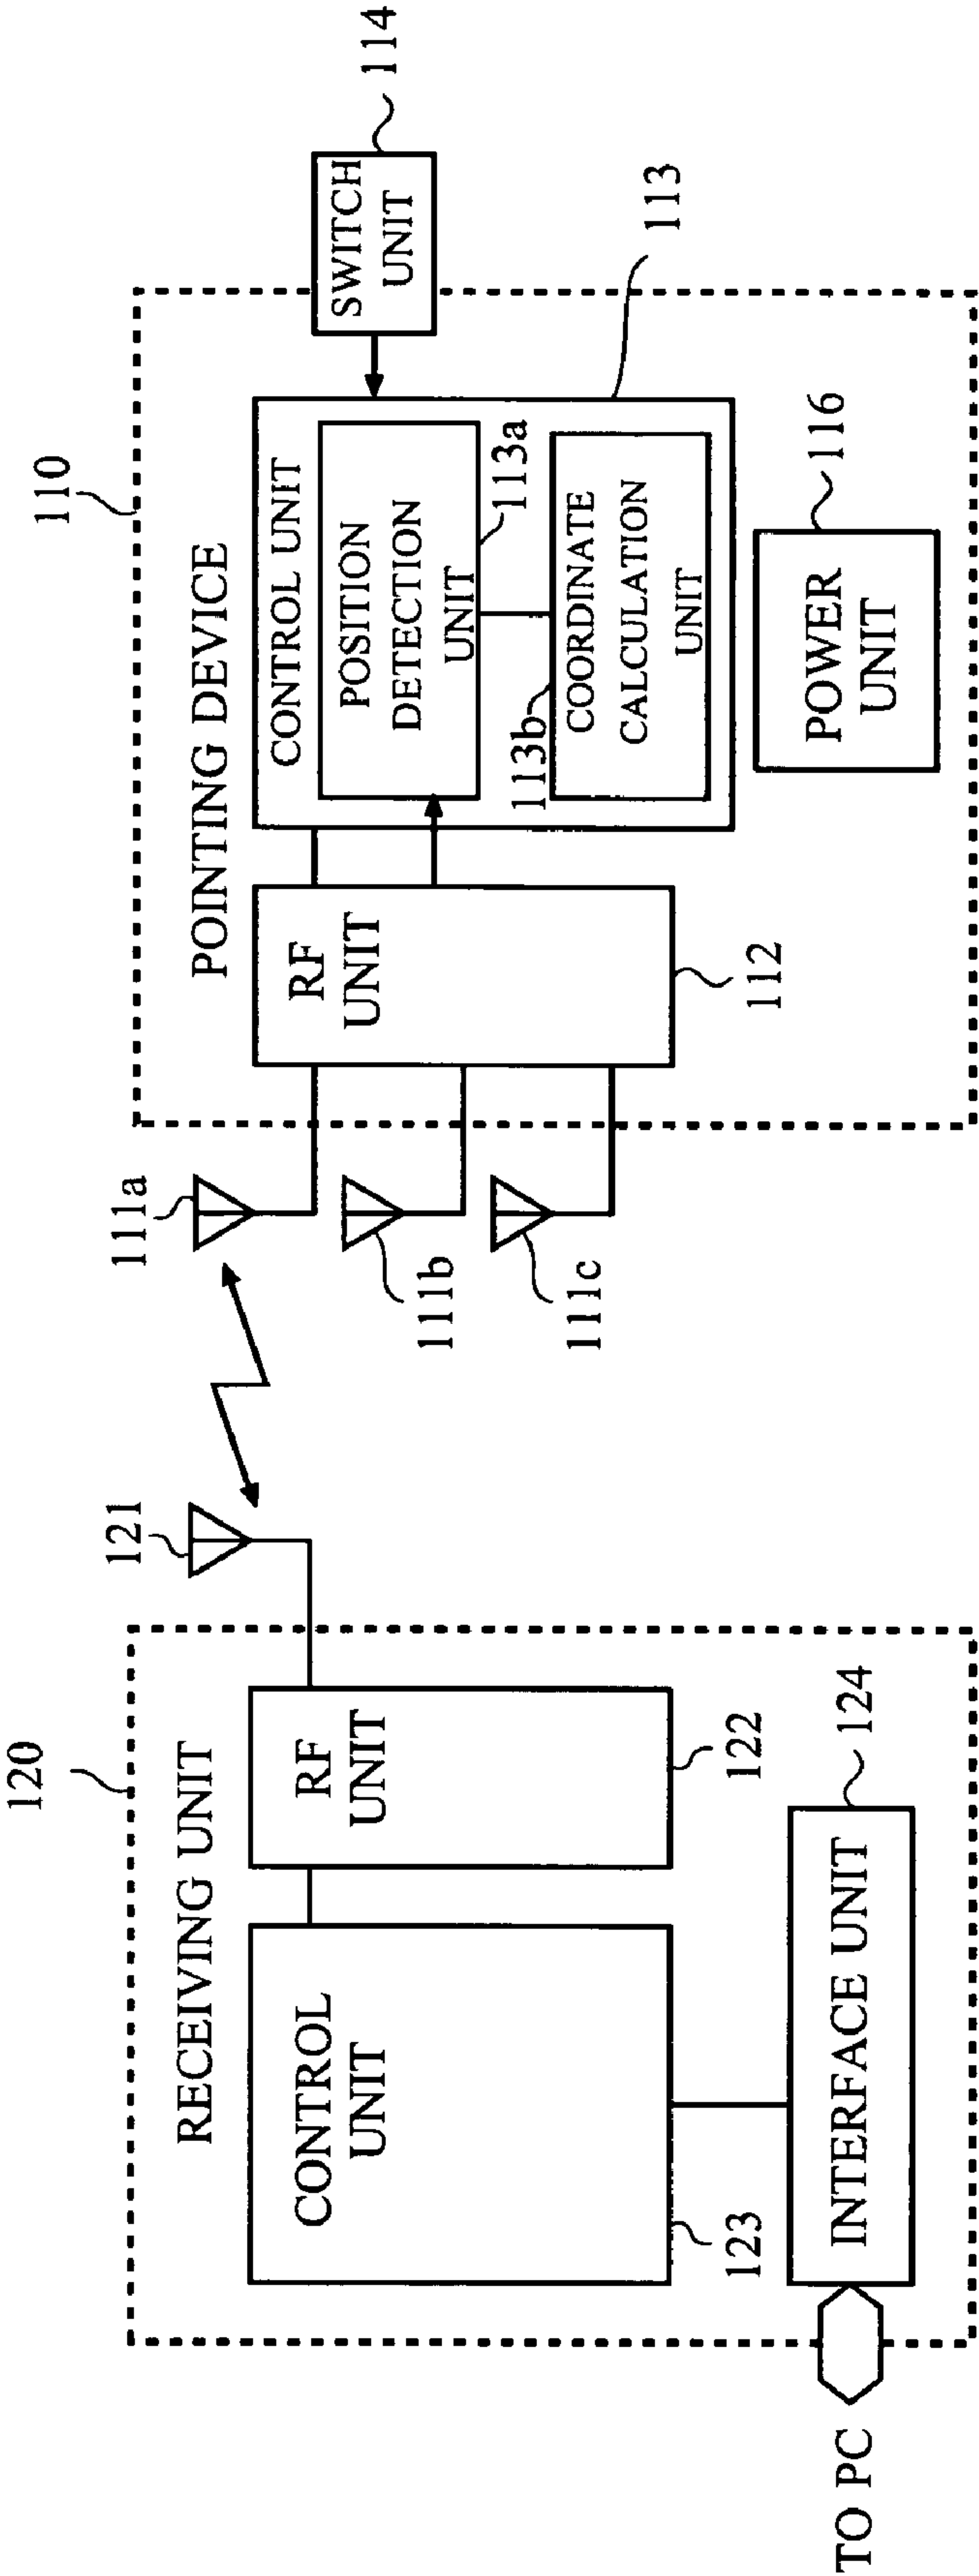 120
RECEIVING UNIT
CONTROL
UNIT
123
RF
UNIT
122
INTERFACE UNIT
124
TO PC
121
110
POINTING DEVICE
111a
111b
111c
RF
UNIT
112
CONTROL UNIT
POSITION
DETECTION
UNIT
113a
113b
COORDINATE
CALCULATION
UNIT
113
SWITCH
UNIT
114
POWER
UNIT
116